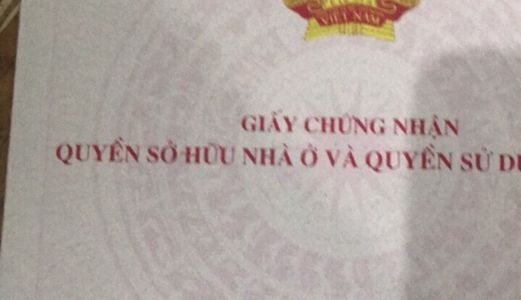 VIỆT NAM
GIẤY CHỨNG NHẬN
QUYỀN SỞ HỮU NHÀ Ở VÀ QUYỀN SỬ